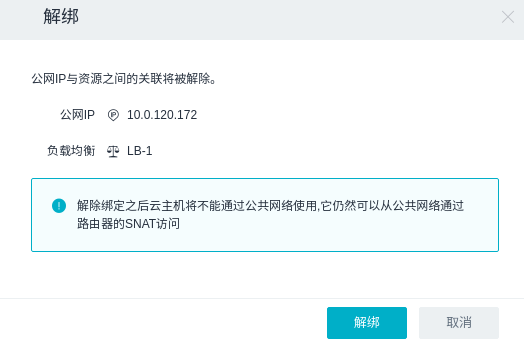 解绑
公网IP与资源之间的关联将被解除。
公网IP 10.0.120.172
负载均衡 LB-1
解除绑定之后云主机将不能通过公共网络使用,它仍然可以从公共网络通过
路由器的SNAT访问
解绑 取消